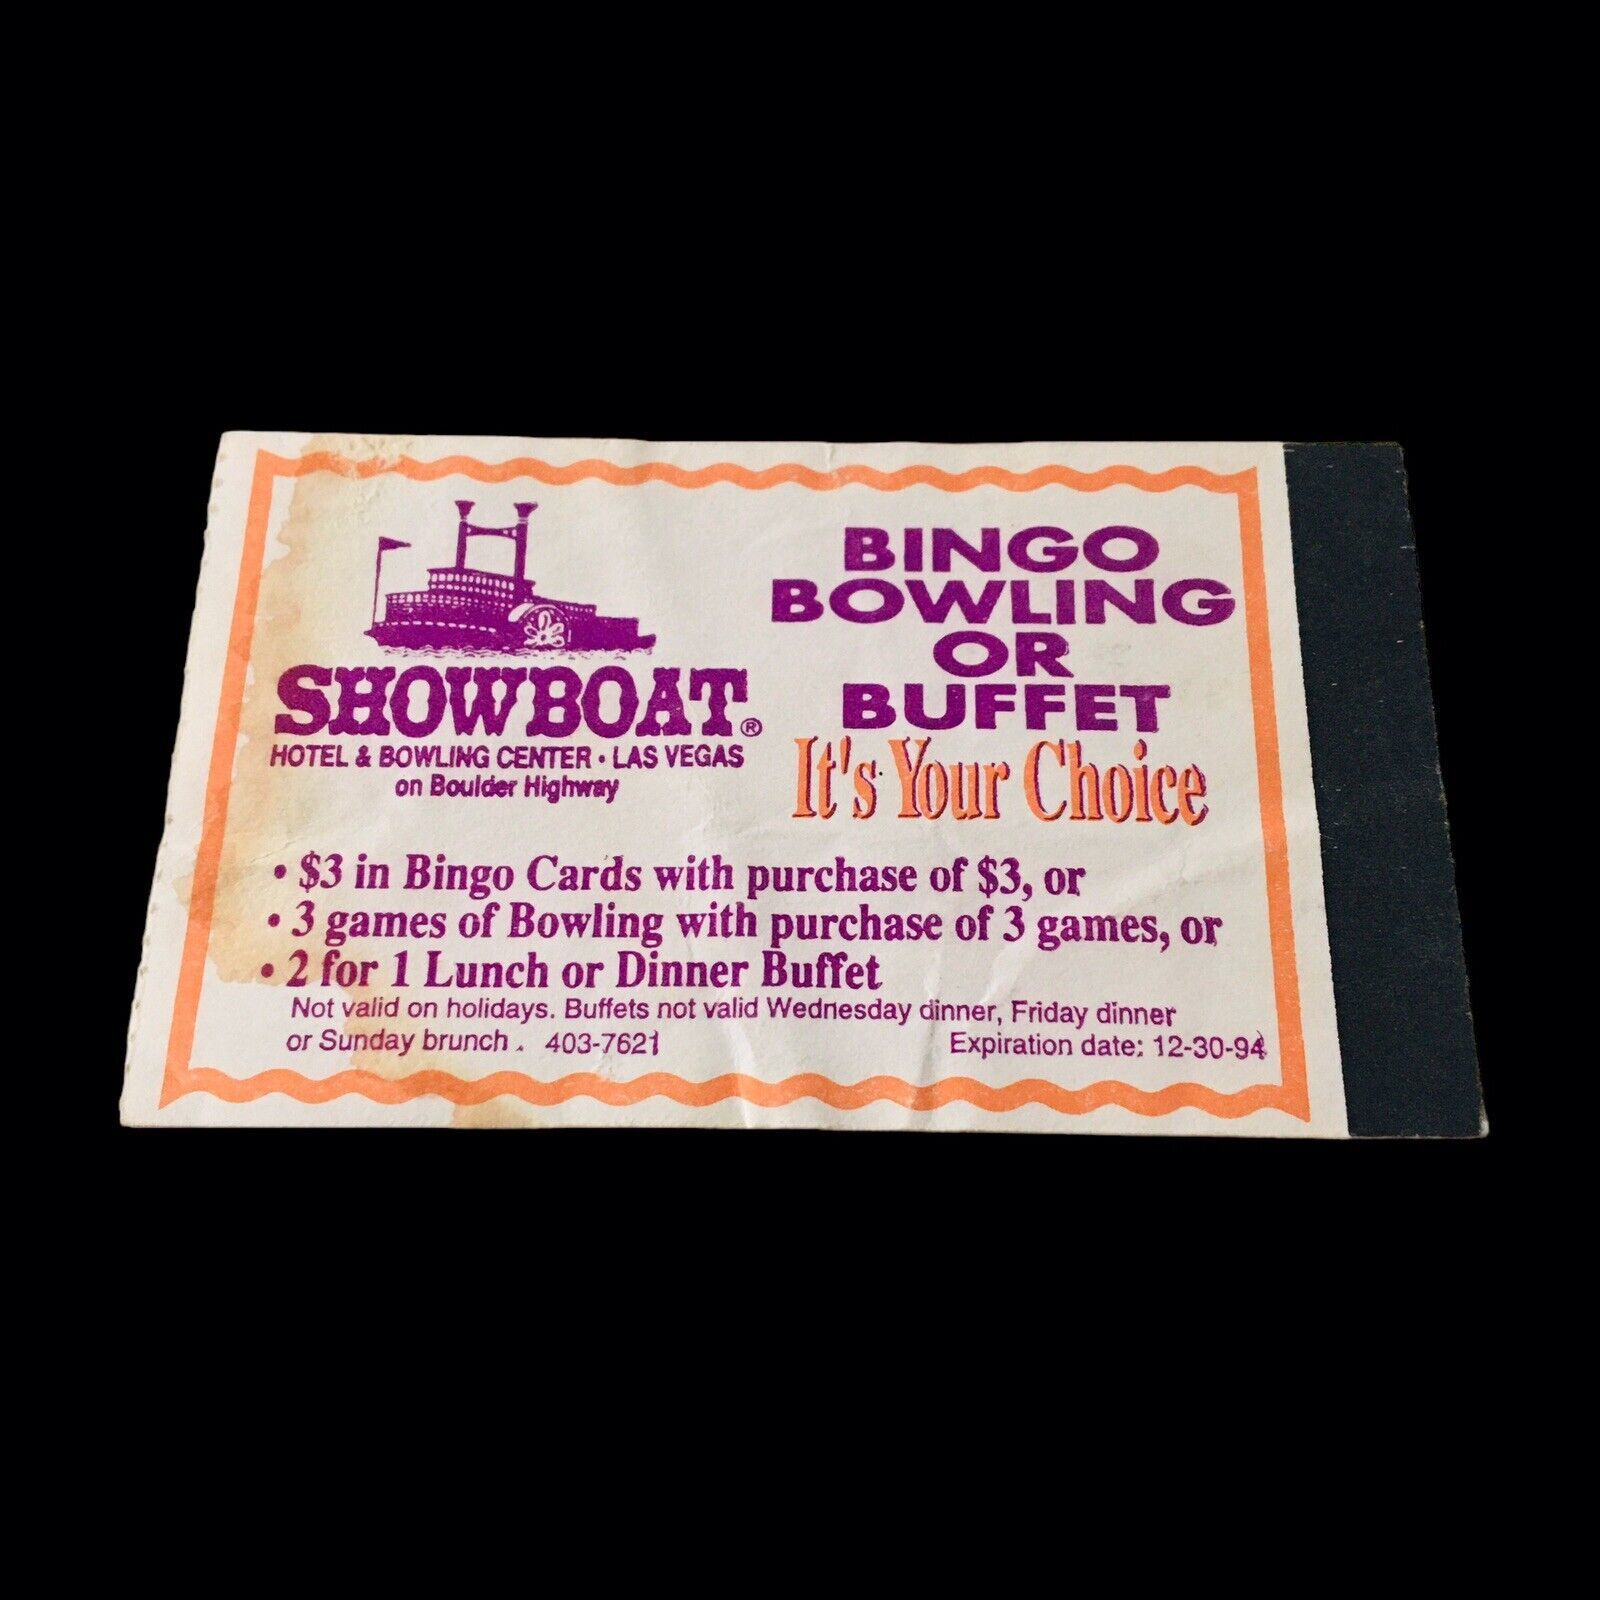 SHOWBOAT®
HOTEL & BOWLING CENTER • LAS VEGAS
on Boulder Highway
BINGO
BOWLING
OR
BUFFET
It's Your Choice
• $3 in Bingo Cards with purchase of $3, or
• 3 games of Bowling with purchase of 3 games, or
• 2 for 1 Lunch or Dinner Buffet
Not valid on holidays. Buffets not valid Wednesday dinner, Friday dinner
or Sunday brunch. 403-7621
Expiration date: 12-30-94